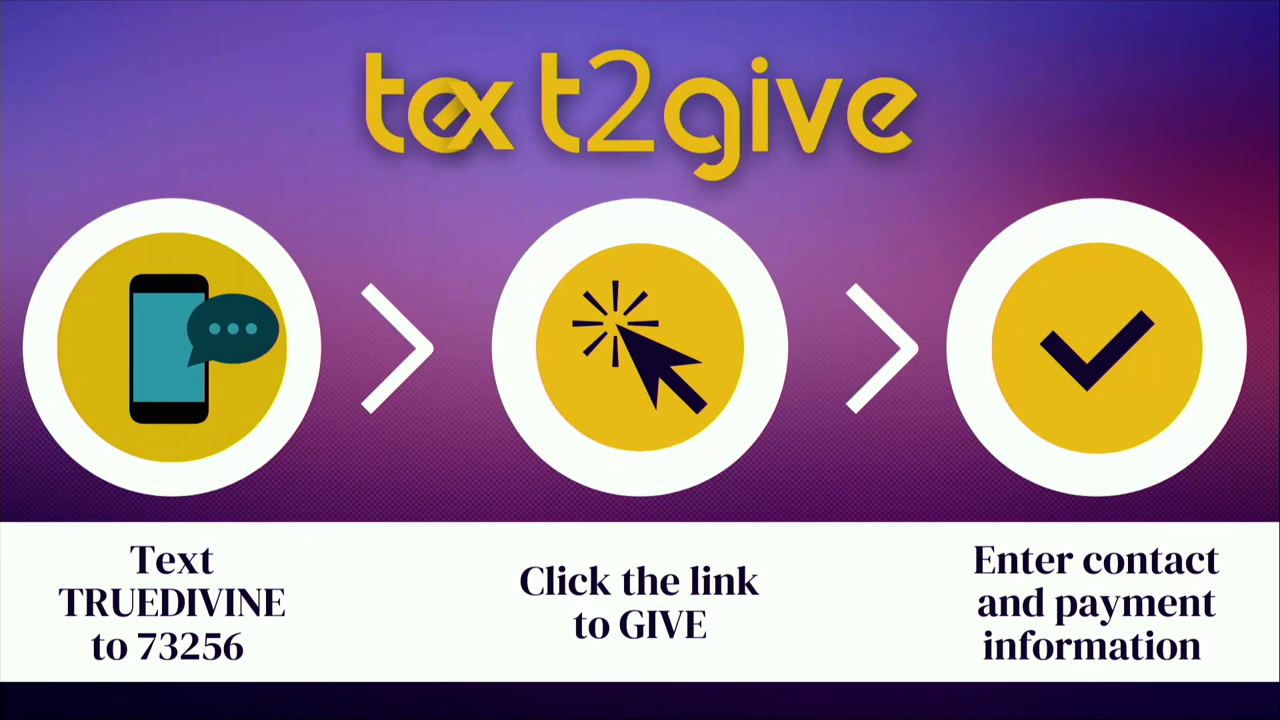 text2give
Text
TRUEDIVINE
to 73256
Click the link
to GIVE
Enter contact
and payment
information